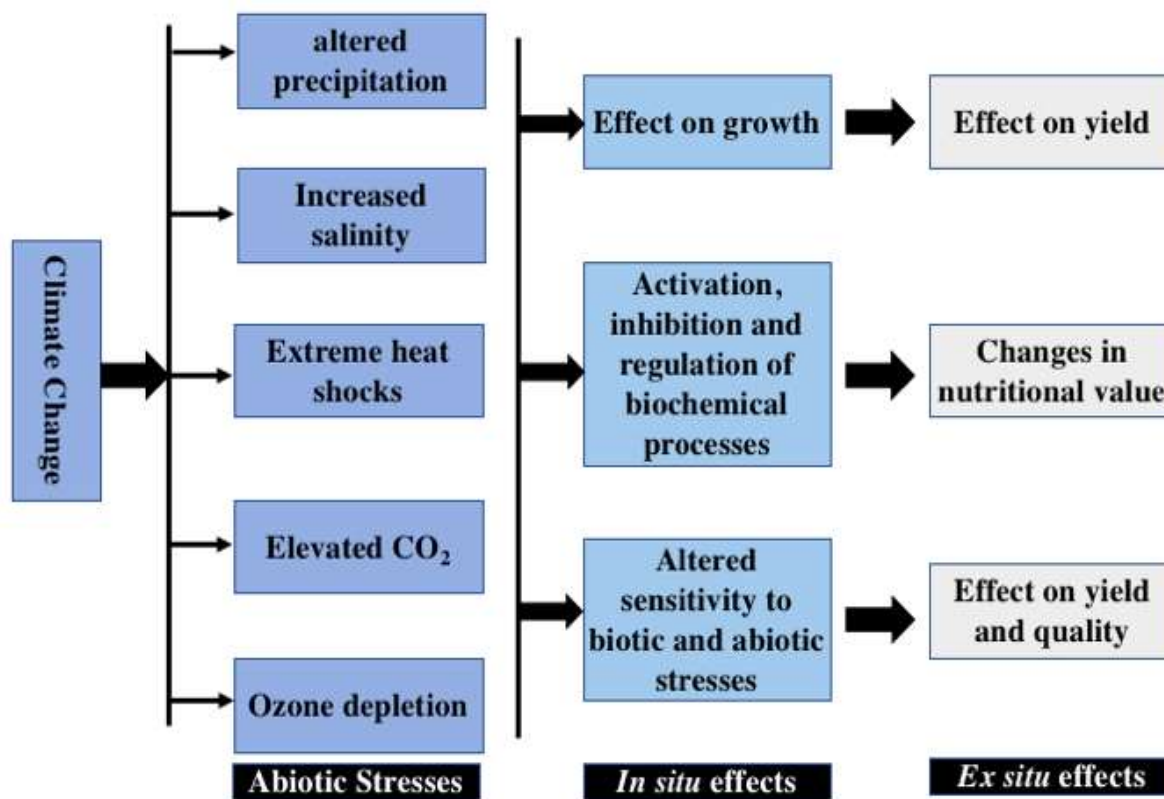 Climate Change
altered
precipitation
Increased
salinity
Extreme heat
shocks
Elevated CO₂
Ozone depletion
Abiotic Stresses
Effect on growth
Activation,
inhibition and
regulation of
biochemical
processes
Altered
sensitivity to
biotic and abiotic
stresses
In situ effects
Effect on yield
Changes in
nutritional value
Effect on yield
and quality
Ex situ effects